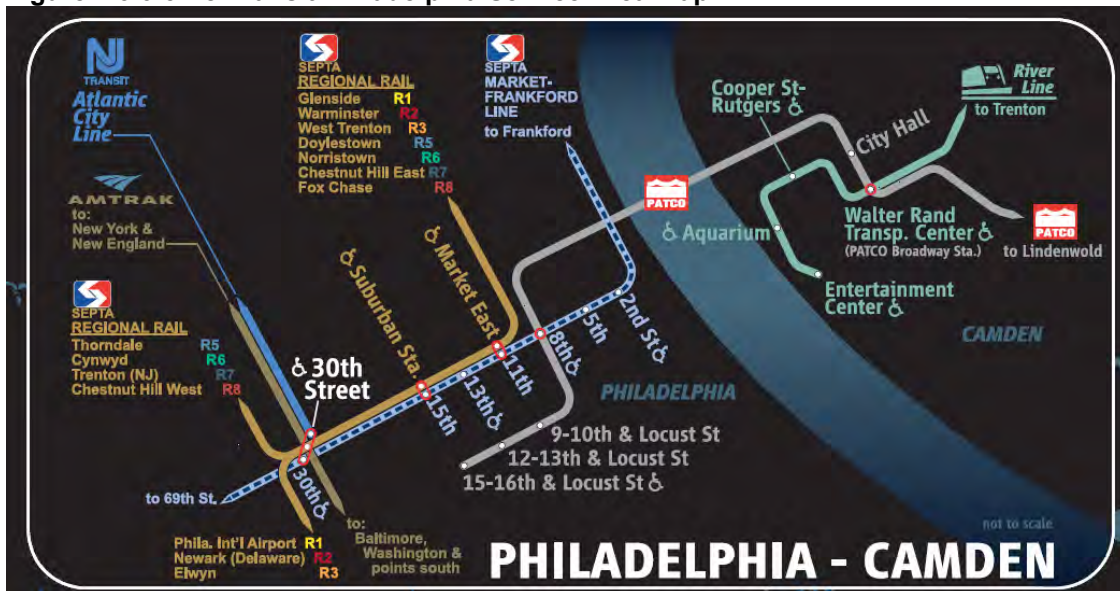 NJ
TRANSIT
Atlantic
City
Line
AMTRAK
to:
New York &
New England
SEPTA
REGIONAL RAIL
Thorndale R5
Cynwyd R6
Trenton (NJ) R7
Chestnut Hill West R8
SEPTA
REGIONAL RAIL
Glenside R1
Warminster R2
West Trenton R3
Doylestown R5
Norristown R6
Chestnut Hill East R7
Fox Chase R8
SEPTA
MARKET-
FRANKFORD
LINE
to Frankford
Cooper St-
Rutgers
River
Line
to Trenton
City Hall
PATCO
Aquarium
Walter Rand
Transp. Center
(PATCO Broadway Sta.)
PATCO
to Lindenwold
Entertainment
Center
CAMDEN
PHILADELPHIA
Suburban Sta.
Market East
30th
Street
30th
15th
13th
11th
8th
5th
2nd St
9-10th & Locust St
12-13th & Locust St
15-16th & Locust St
to 69th St.
Phila. Int'l Airport R1
Newark (Delaware) R2
Elwyn R3
to:
Baltimore,
Washington &
points south
not to scale
PHILADELPHIA - CAMDEN